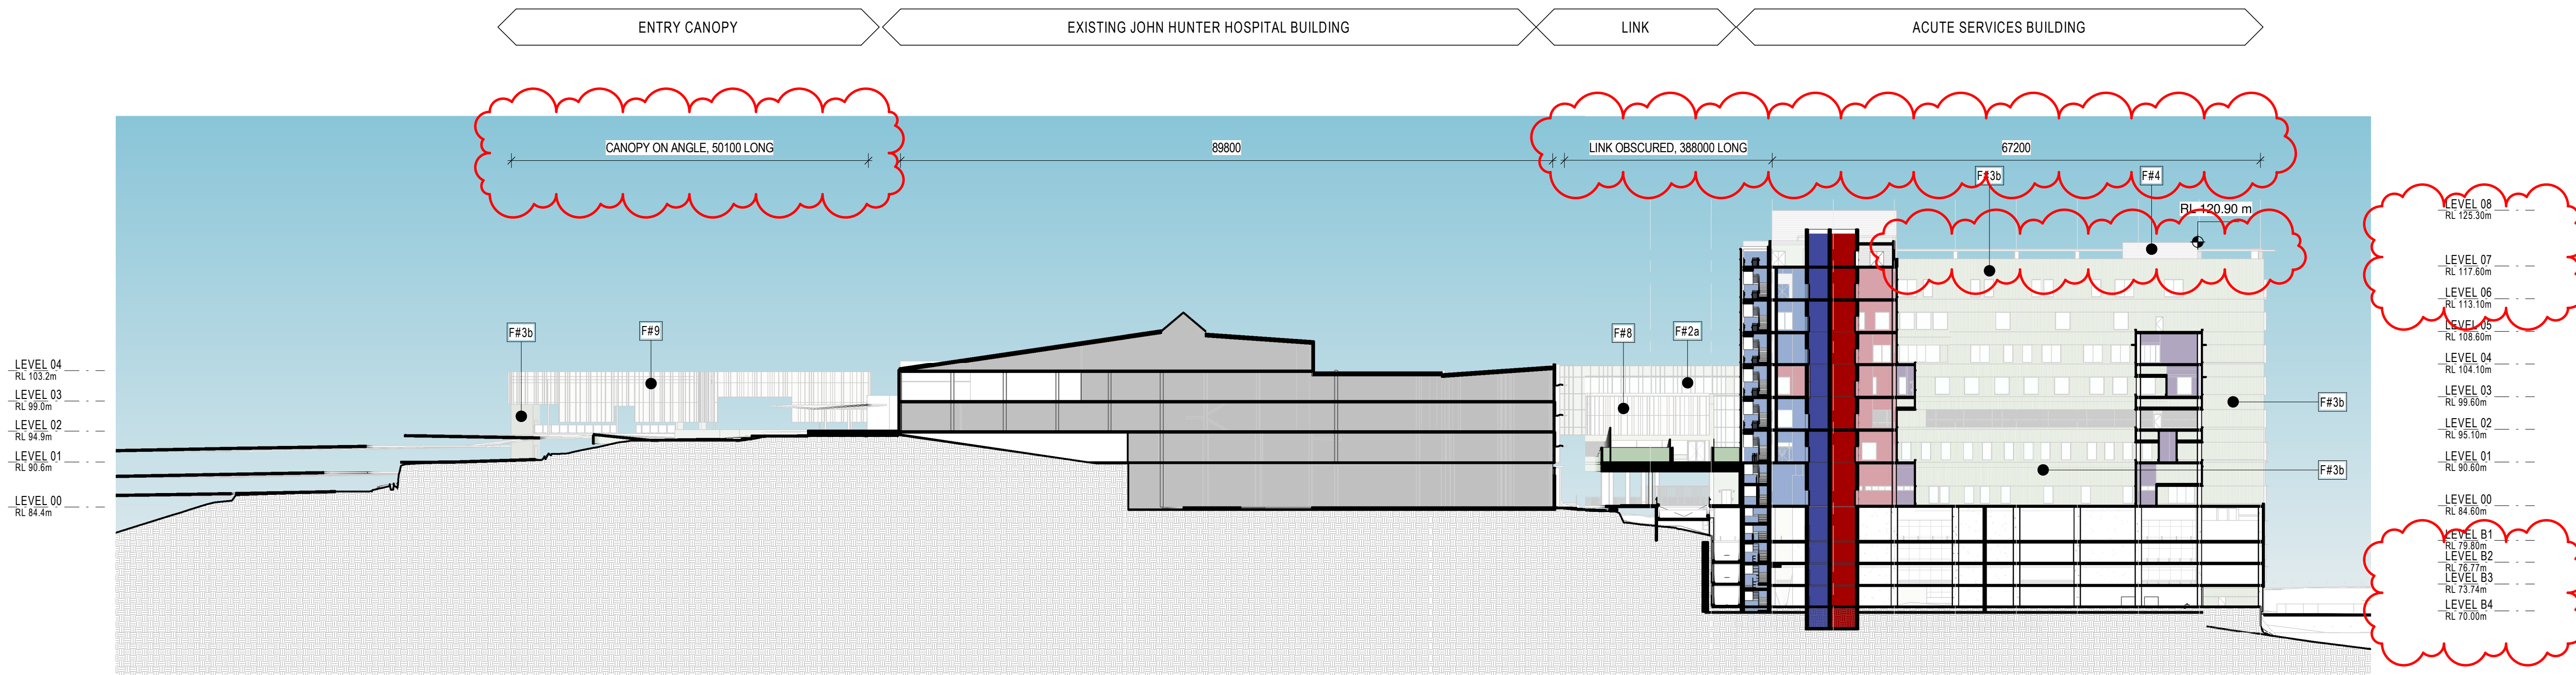 ENTRY CANOPY
EXISTING JOHN HUNTER HOSPITAL BUILDING
LINK
ACUTE SERVICES BUILDING
CANOPY ON ANGLE, 50100 LONG
89800
LINK OBSCURED, 388000 LONG
67200
F#3b
F#4
RL 120.90 m
F#3b
F#9
F#8
F#2a
F#3b
F#3b
LEVEL 04
RL 103.2m
LEVEL 03
RL 99.0m
LEVEL 02
RL 94.9m
LEVEL 01
RL 90.6m
LEVEL 00
RL 84.4m
LEVEL 08
RL 125.30m
LEVEL 07
RL 117.60m
LEVEL 06
RL 113.10m
LEVEL 05
RL 108.60m
LEVEL 04
RL 104.10m
LEVEL 03
RL 99.60m
LEVEL 02
RL 95.10m
LEVEL 01
RL 90.60m
LEVEL 00
RL 84.60m
LEVEL B1
RL 79.80m
LEVEL B2
RL 76.77m
LEVEL B3
RL 73.74m
LEVEL B4
RL 70.00m